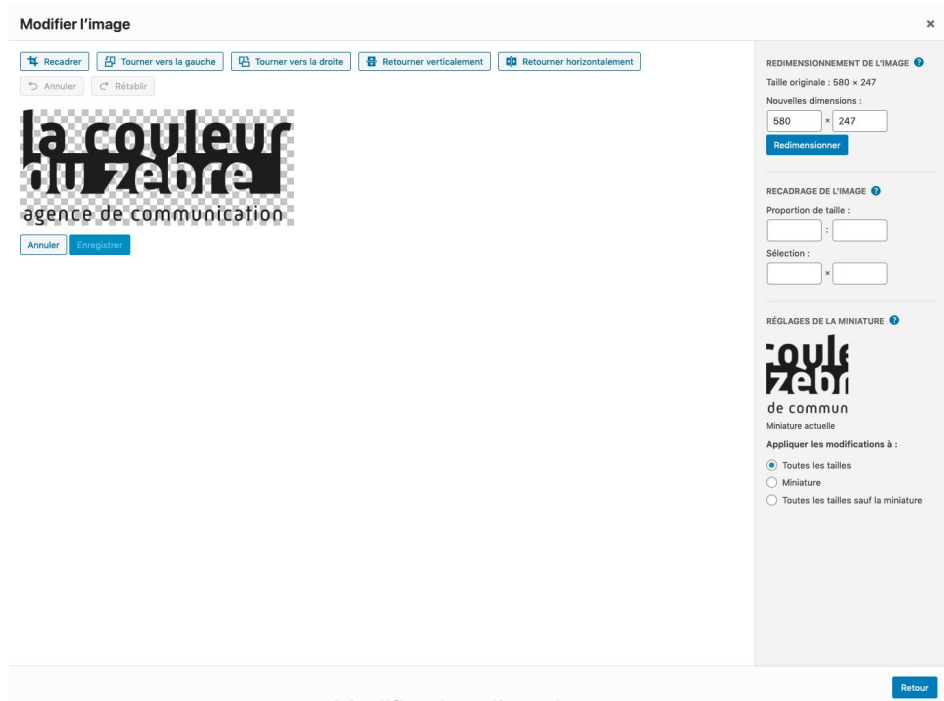 Modifier l'image
×
Recadrer
Tourner vers la gauche
Tourner vers la droite
Retourner verticalement
Retourner horizontalement
Annuler
Rétablir
la couleur
du zèbre
agence de communication
Annuler
Enregistrer
REDIMENSIONNEMENT DE L'IMAGE ?
Taille originale : 580 × 247
Nouvelles dimensions :
580 × 247
Redimensionner
RECADRAGE DE L'IMAGE ?
Proportion de taille :
:
Sélection :
×
RÉGLAGES DE LA MINIATURE ?
coule
zèbr
de commun
Miniature actuelle
Appliquer les modifications à :
Toutes les tailles
Miniature
Toutes les tailles sauf la miniature
Retour